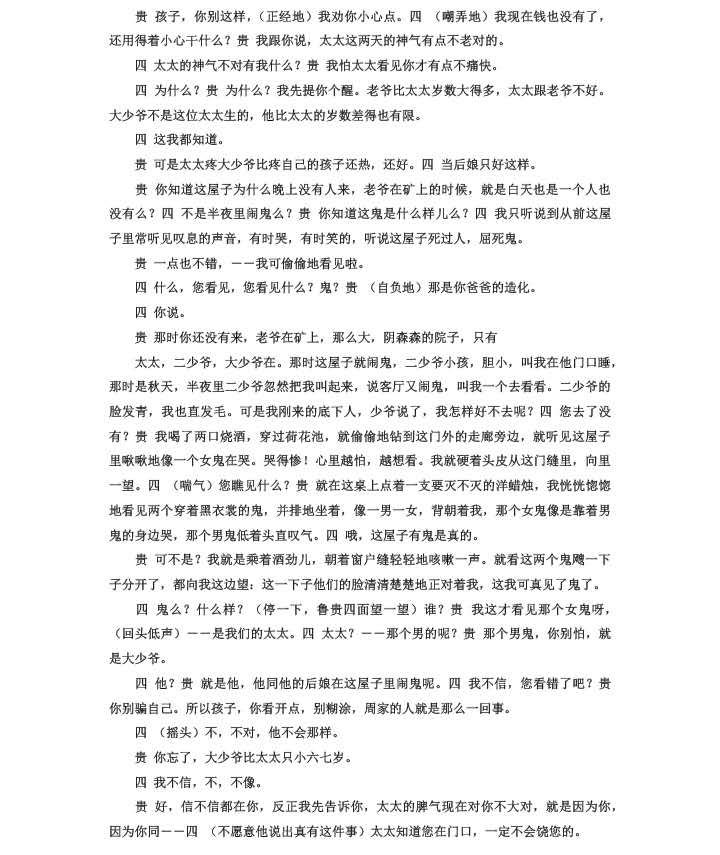 贵 孩子，你别这样，（正经地）我劝你小心点。四 （嘲弄地）我现在钱也没有了，
还用得着小心干什么？贵 我跟你说，太太这两天的神气有点不老对的。
四 太太的神气不对有我什么？贵 我怕太太看见你才有点不痛快。
四 为什么？贵 为什么？我先提你个醒。老爷比太太岁数大得多，太太跟老爷不好。
大少爷不是这位太太生的，他比太太的岁数差得也有限。
四 这我都知道。
贵 可是太太疼大少爷比疼自己的孩子还热，还好。四 当后娘只好这样。
贵 你知道这屋子为什么晚上没有人来，老爷在矿上的时候，就是白天也是一个人也
没有么？四 不是半夜里闹鬼么？贵 你知道这鬼是什么样儿么？四 我只听说到从前这屋
子里常听见叹息的声音，有时哭，有时笑的，听说这屋子死过人，屈死鬼。
贵 一点也不错，－－我可偷偷地看见啦。
四 什么，您看见，您看见什么？鬼？贵 （自负地）那是你爸爸的造化。
四 你说。
贵 那时你还没有来，老爷在矿上，那么大，阴森森的院子，只有
太太，二少爷，大少爷在。那时这屋子就闹鬼，二少爷小孩，胆小，叫我在他门口睡，
那时是秋天，半夜里二少爷忽然把我叫起来，说客厅又闹鬼，叫我一个去看看。二少爷的
脸发青，我也直发毛。可是我刚来的底下人，少爷说了，我怎样好不去呢？四 您去了没
有？贵 我喝了两口烧酒，穿过荷花池，就偷偷地钻到这门外的走廊旁边，就听见这屋子
里啾啾地像一个女鬼在哭。哭得惨！心里越怕，越想看。我就硬着头皮从这门缝里，向里
一望。四 （喘气）您瞧见什么？贵 就在这桌上点着一支要灭不灭的洋蜡烛，我恍恍惚惚
地看见两个穿着黑衣裳的鬼，并排地坐着，像一男一女，背朝着我，那个女鬼像是靠着男
鬼的身边哭，那个男鬼低着头直叹气。四 哦，这屋子有鬼是真的。
贵 可不是？我就是乘着酒劲儿，朝着窗户缝轻轻地咳嗽一声。就看这两个鬼飕一下
子分开了，都向我这边望：这一下子他们的脸清清楚楚地正对着我，这我可真见了鬼了。
四 鬼么？什么样？（停一下，鲁贵四面望一望）谁？贵 我这才看见那个女鬼呀，
（回头低声）－－是我们的太太。四 太太？－－那个男的呢？贵 那个男鬼，你别怕，就
是大少爷。
四 他？贵 就是他，他同他的后娘在这屋子里闹鬼呢。四 我不信，您看错了吧？贵
你别骗自己。所以孩子，你看开点，别糊涂，周家的人就是那么一回事。
四 （摇头）不，不对，他不会那样。
贵 你忘了，大少爷比太太只小六七岁。
四 我不信，不，不像。
贵 好，信不信都在你，反正我先告诉你，太太的脾气现在对你不大对，就是因为你，
因为你同－－四 （不愿意他说出真有这件事）太太知道您在门口，一定不会饶您的。